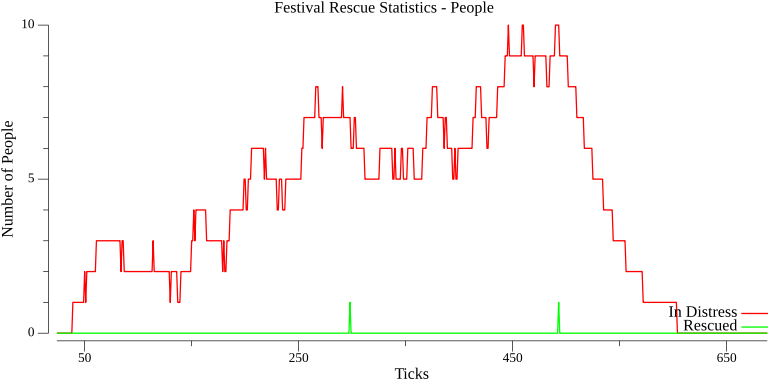 Festival Rescue Statistics - People
10
5
0
Number of People
In Distress
Rescued
50
250
450
650
Ticks